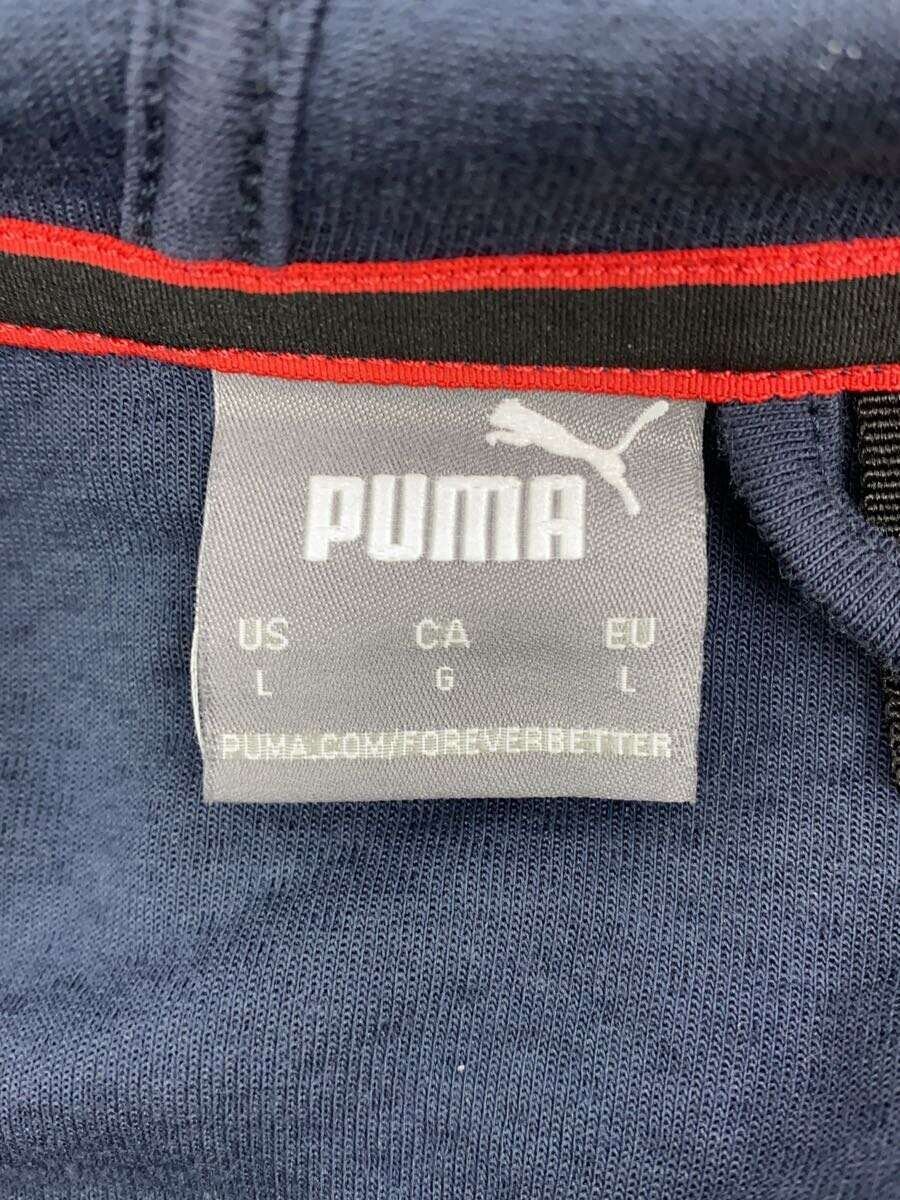 PUMA
US CA EU
L G L
PUMA.COM/FOREVERBETTER